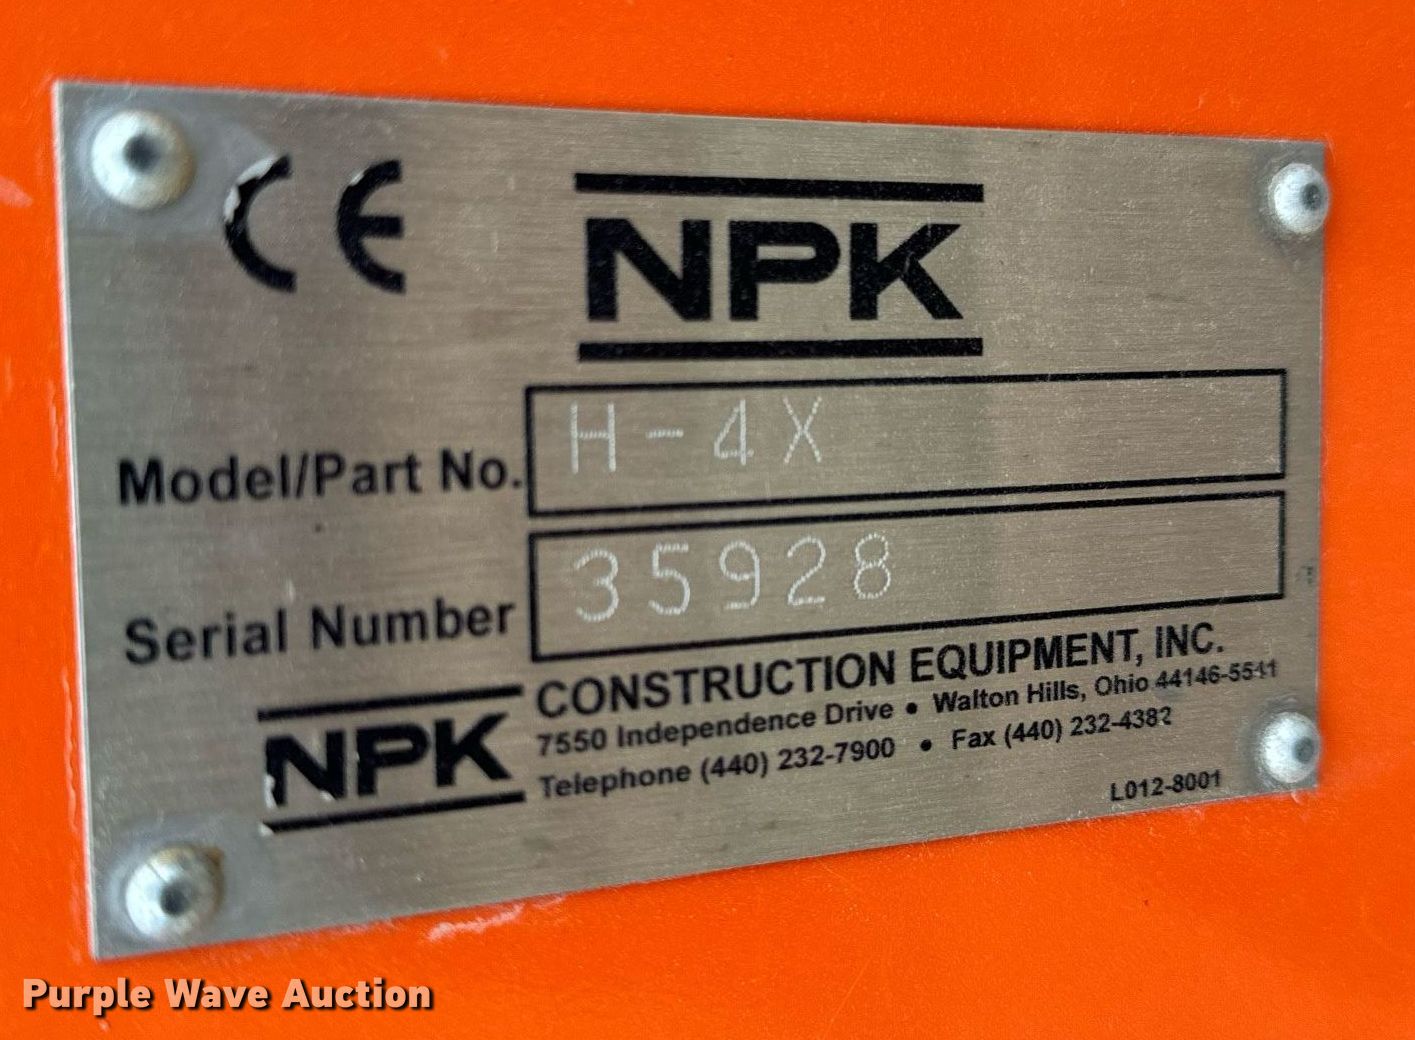 CE
NPK
Model/Part No. H-4X
Serial Number 35928
NPK CONSTRUCTION EQUIPMENT, INC.
7550 Independence Drive • Walton Hills, Ohio 44146-5541
Telephone (440) 232-7900 • Fax (440) 232-4382
L012-8001
Purple Wave Auction